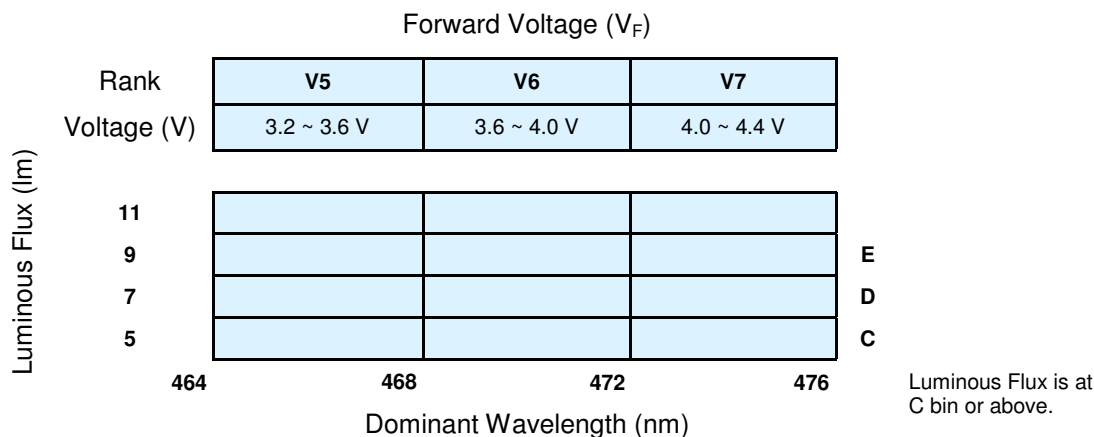 Forward Voltage (VF)
Rank V5 V6 V7
Voltage (V) 3.2 ~ 3.6 V 3.6 ~ 4.0 V 4.0 ~ 4.4 V
Luminous Flux (lm)
11
9 E
7 D
5 C
464 468 472 476
Dominant Wavelength (nm)
Luminous Flux is at
C bin or above.